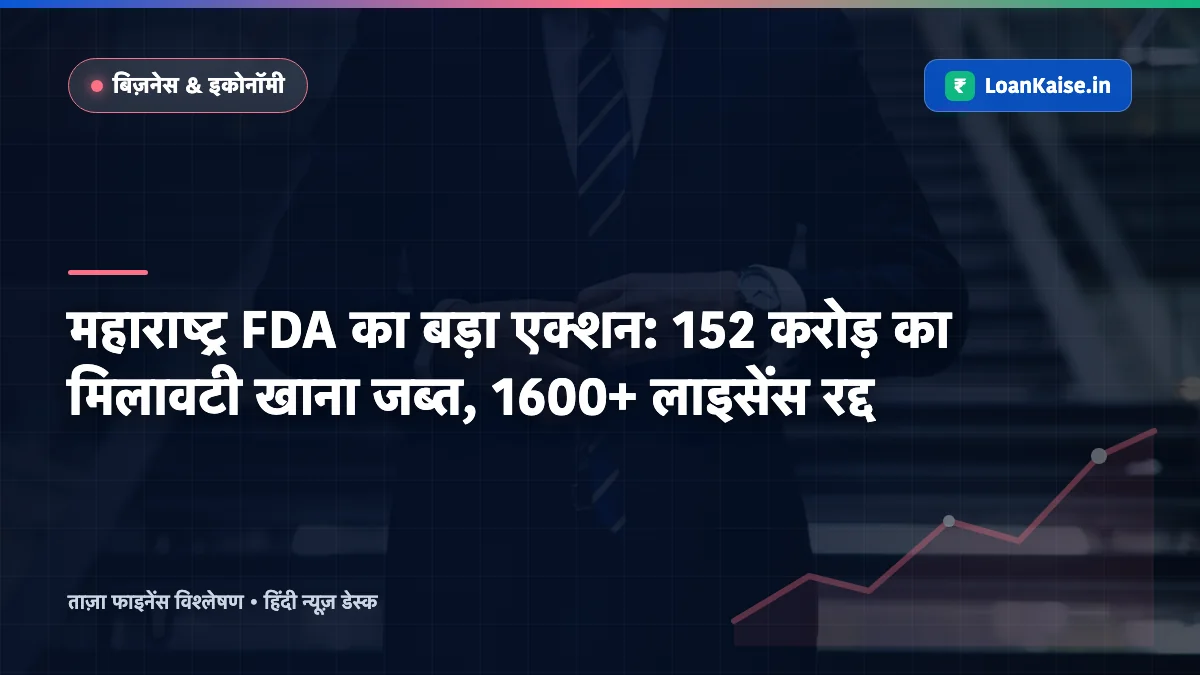 बिज़नेस & इकोनॉमी
₹ LoanKaise.in
महाराष्ट्र FDA का बड़ा एक्शन: 152 करोड़ का
मिलावटी खाना जब्त, 1600+ लाइसेंस रद्द
ताज़ा फाइनेंस विश्लेषण • हिंदी न्यूज़ डेस्क